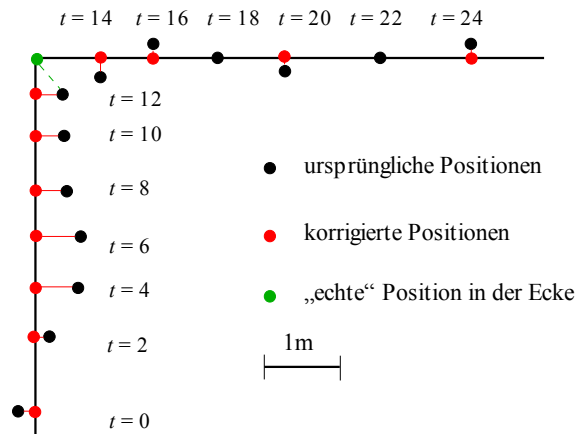 t = 14 t = 16 t = 18 t = 20 t = 22 t = 24
t = 12
t = 10
t = 8
t = 6
t = 4
t = 2
t = 0
ursprüngliche Positionen
korrigierte Positionen
„echte“ Position in der Ecke
1m